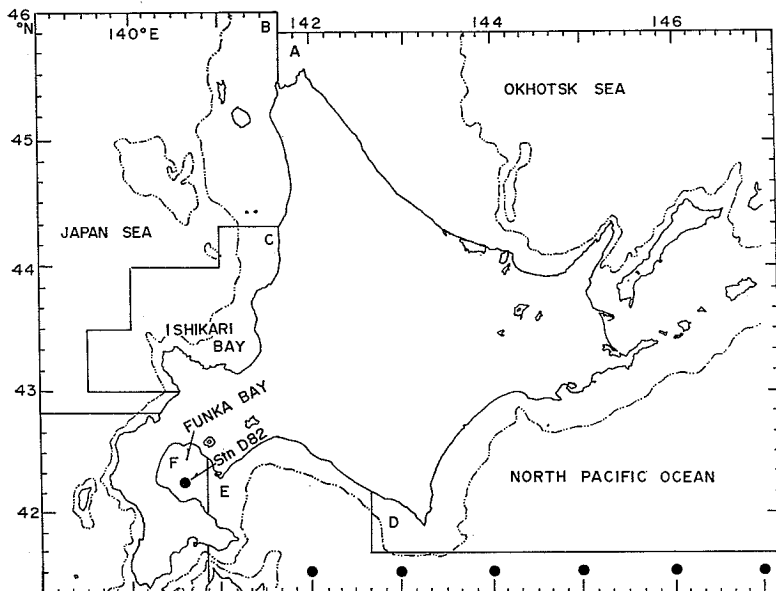 46
°N
140°E
B
142
144
146
A
OKHOTSK SEA
45
JAPAN SEA
C
44
ISHIKARI
BAY
43
FUNKA BAY
Stn D82
F
E
NORTH PACIFIC OCEAN
42
D